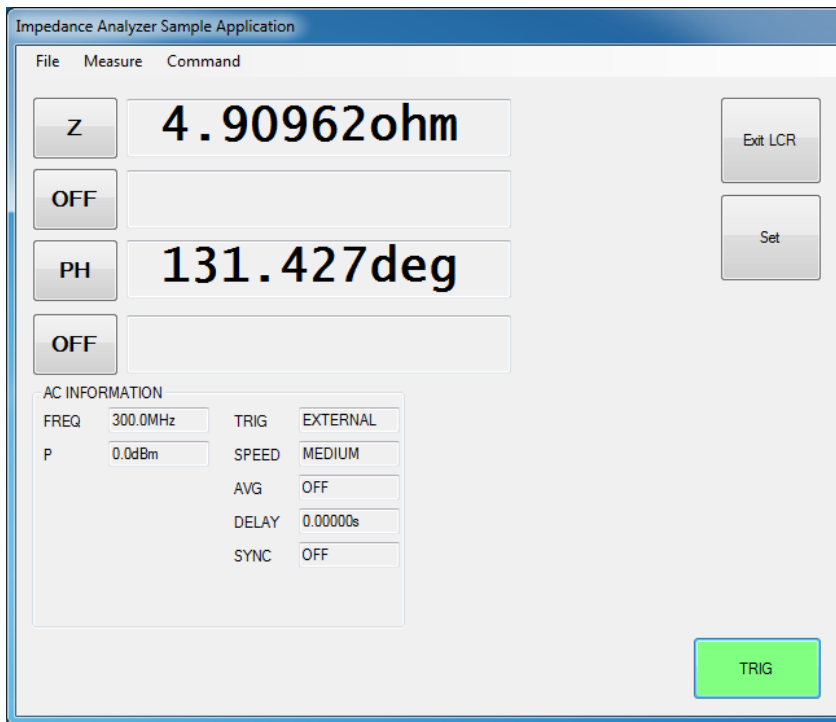 Impedance Analyzer Sample Application
File Measure Command
Z 4.90962ohm
Exit LCR
OFF
Set
PH 131.427deg
OFF
AC INFORMATION
FREQ 300.0MHz TRIG EXTERNAL
P 0.0dBm SPEED MEDIUM
AVG OFF
DELAY 0.00000s
SYNC OFF
TRIG